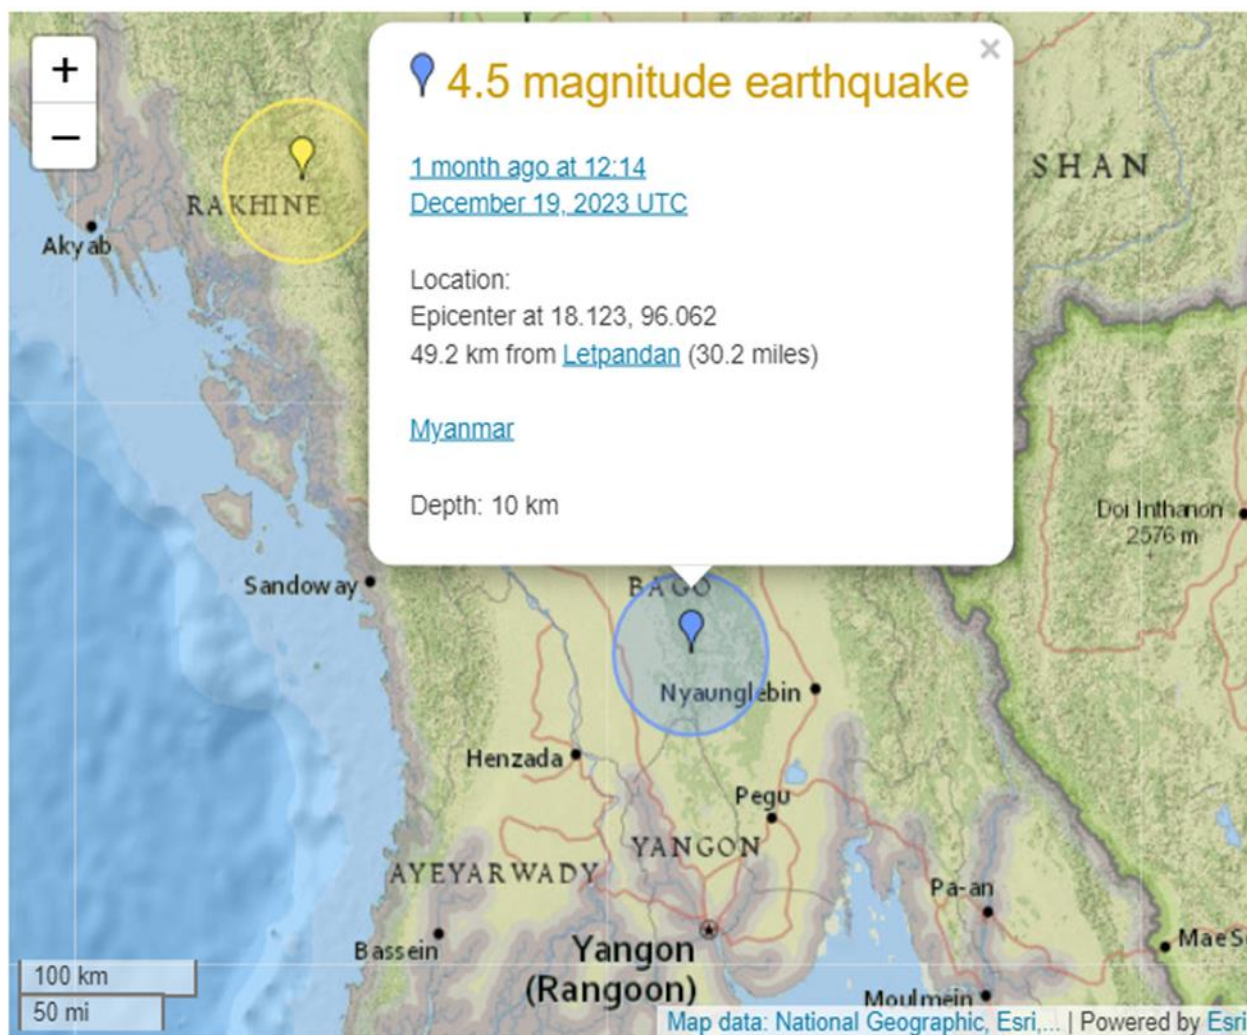 +
−
4.5 magnitude earthquake
×
1 month ago at 12:14
December 19, 2023 UTC
Location:
Epicenter at 18.123, 96.062
49.2 km from Letpandan (30.2 miles)
Myanmar
Depth: 10 km
SHAN
RAKHINE
Akyab
Doi Inthanon
2576 m
Sandoway
BAGO
Nyaunglebin
Henzada
Pegu
YANGON
AYEYARWADY
Pa-an
Bassein
Yangon
(Rangoon)
MaeS
Moulmein
100 km
50 mi
Map data: National Geographic, Esri,... | Powered by Esri